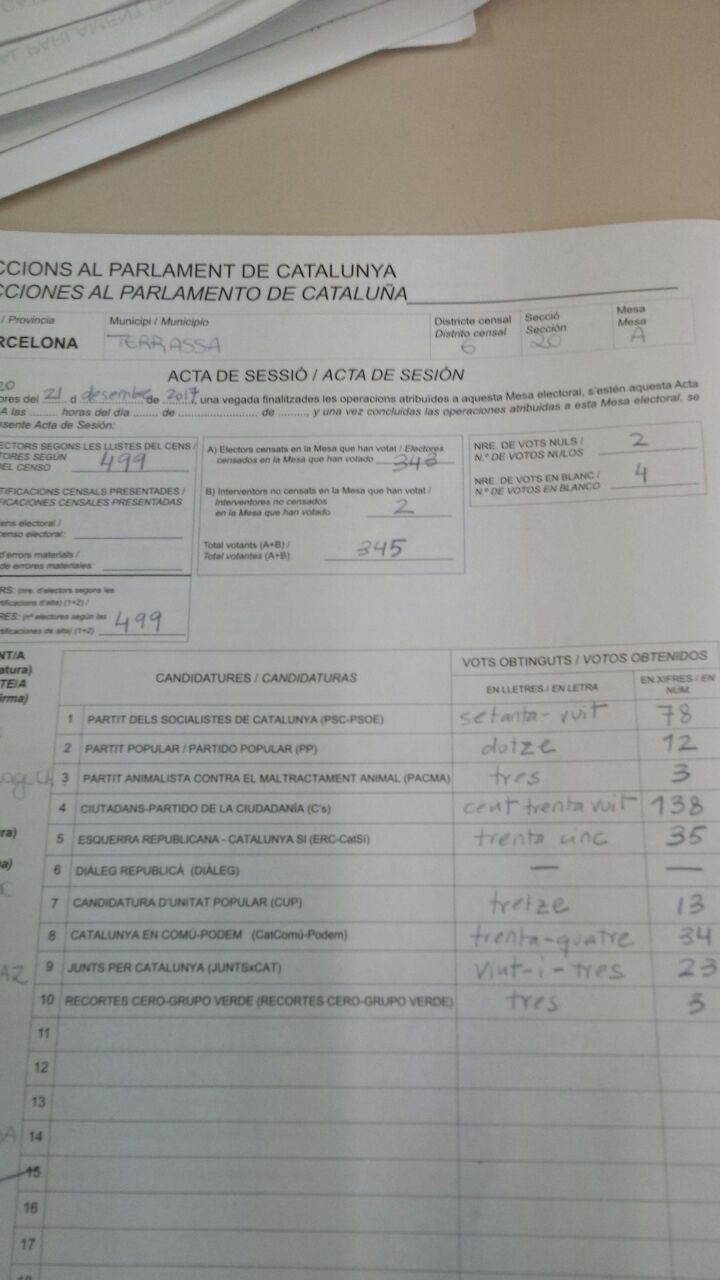 CCIONS AL PARLAMENT DE CATALUNYA
CCIONES AL PARLAMENTO DE CATALUÑA
/ Provincia
RCELONA
Municipi / Municipio
TERRASSA
Districte censal
Distrito censal
6
Secció
Sección
20
Mesa
Mesa
A
ACTA DE SESSIÓ / ACTA DE SESIÓN
20
ores del 21 d desembre de 2017, una vegada finalitzades les operacions atribuïdes a aquesta Mesa electoral, s'estén aquesta Acta
A las ......... horas del día ....... de ............................ de ........, y una vez concluidas las operaciones atribuidas a esta Mesa electoral, se
sente Acta de Sesión:
ECTORS SEGONS LES LLISTES DEL CENS /
TORES SEGÚN
EL CENSO 499
TIFICACIONS CENSALS PRESENTADES /
FICACIONES CENSALES PRESENTADAS
ens electoral /
enso electoral:
d'errors materials /
de errores materiales:
RS: (nre. d'electors segons les
rtificacions d'alta) (1+2) /
RES: (nº electores según las
tificaciones de alta) (1+2) 499
A) Electors censats en la Mesa que han votat / Electores
censados en la Mesa que han votado 343
B) Interventors no censats en la Mesa que han votat /
Interventores no censados
en la Mesa que han votado 2
Total votants (A+B) /
Total votantes (A+B) 345
NRE. DE VOTS NULS /
N.º DE VOTOS NULOS 2
NRE. DE VOTS EN BLANC /
N.º DE VOTOS EN BLANCO 4
NT/A
atura)
TE/A
irma)
CANDIDATURES / CANDIDATURAS
VOTS OBTINGUTS / VOTOS OBTENIDOS
EN LLETRES / EN LETRA
EN XIFRES / EN
NÚM.
1 PARTIT DELS SOCIALISTES DE CATALUNYA (PSC-PSOE) setanta-vuit 78
2 PARTIT POPULAR / PARTIDO POPULAR (PP) dotze 12
3 PARTIT ANIMALISTA CONTRA EL MALTRACTAMENT ANIMAL (PACMA) tres 3
4 CIUTADANS-PARTIDO DE LA CIUDADANÍA (C's) cent trenta vuit 138
5 ESQUERRA REPUBLICANA - CATALUNYA SÍ (ERC-CatSí) trenta cinc 35
6 DIÀLEG REPUBLICÀ (DIÀLEG) — —
7 CANDIDATURA D'UNITAT POPULAR (CUP) tretze 13
8 CATALUNYA EN COMÚ-PODEM (CatComú-Podem) trenta-quatre 34
9 JUNTS PER CATALUNYA (JUNTSxCAT) vint-i-tres 23
10 RECORTES CERO-GRUPO VERDE (RECORTES CERO-GRUPO VERDE) tres 3
11
12
13
14
15
16
17